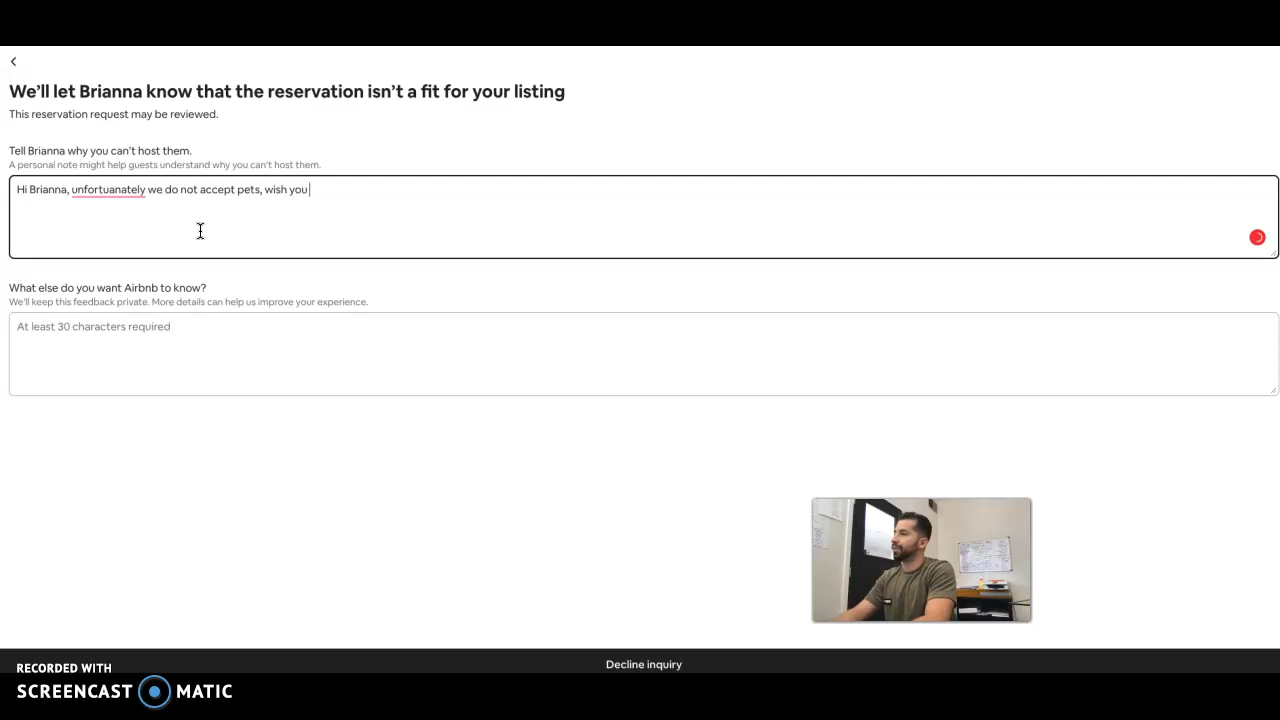 We'll let Brianna know that the reservation isn't a fit for your listing
This reservation request may be reviewed.
Tell Brianna why you can't host them.
A personal note might help guests understand why you can't host them.
Hi Brianna, unfortuanately we do not accept pets, wish you
What else do you want Airbnb to know?
We'll keep this feedback private. More details can help us improve your experience.
At least 30 characters required
Decline inquiry
RECORDED WITH
SCREENCAST MATIC